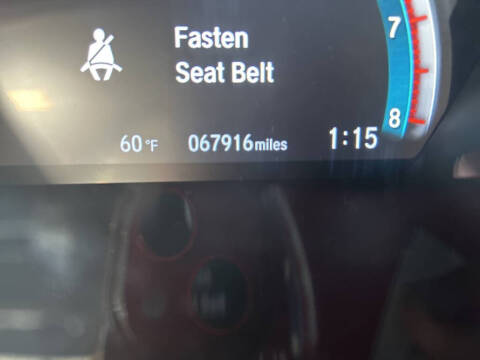 Fasten
Seat Belt
7
8
60°F 067916miles 1:15